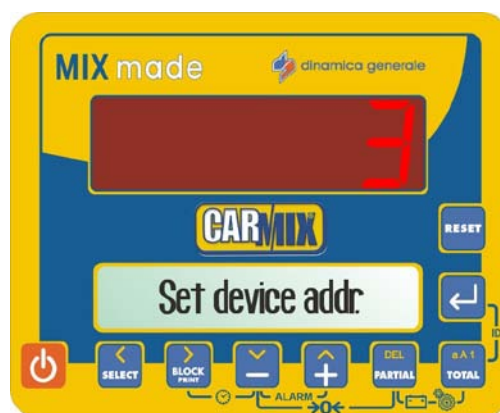 MIX made
dinamica generale
3
CARMIX
RESET
Set device addr.
ID
SELECT
BLOCK
PRINT
DEL
PARTIAL
a A 1
TOTAL
ALARM
→0←